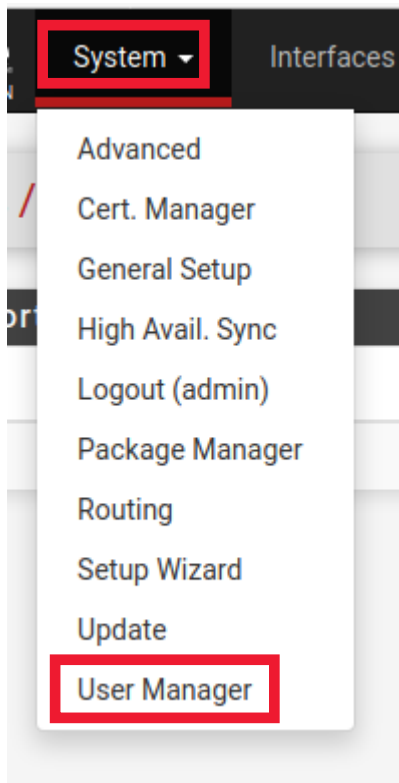 System Interfaces
Advanced
/
Cert. Manager
General Setup
High Avail. Sync
Logout (admin)
Package Manager
Routing
Setup Wizard
Update
User Manager